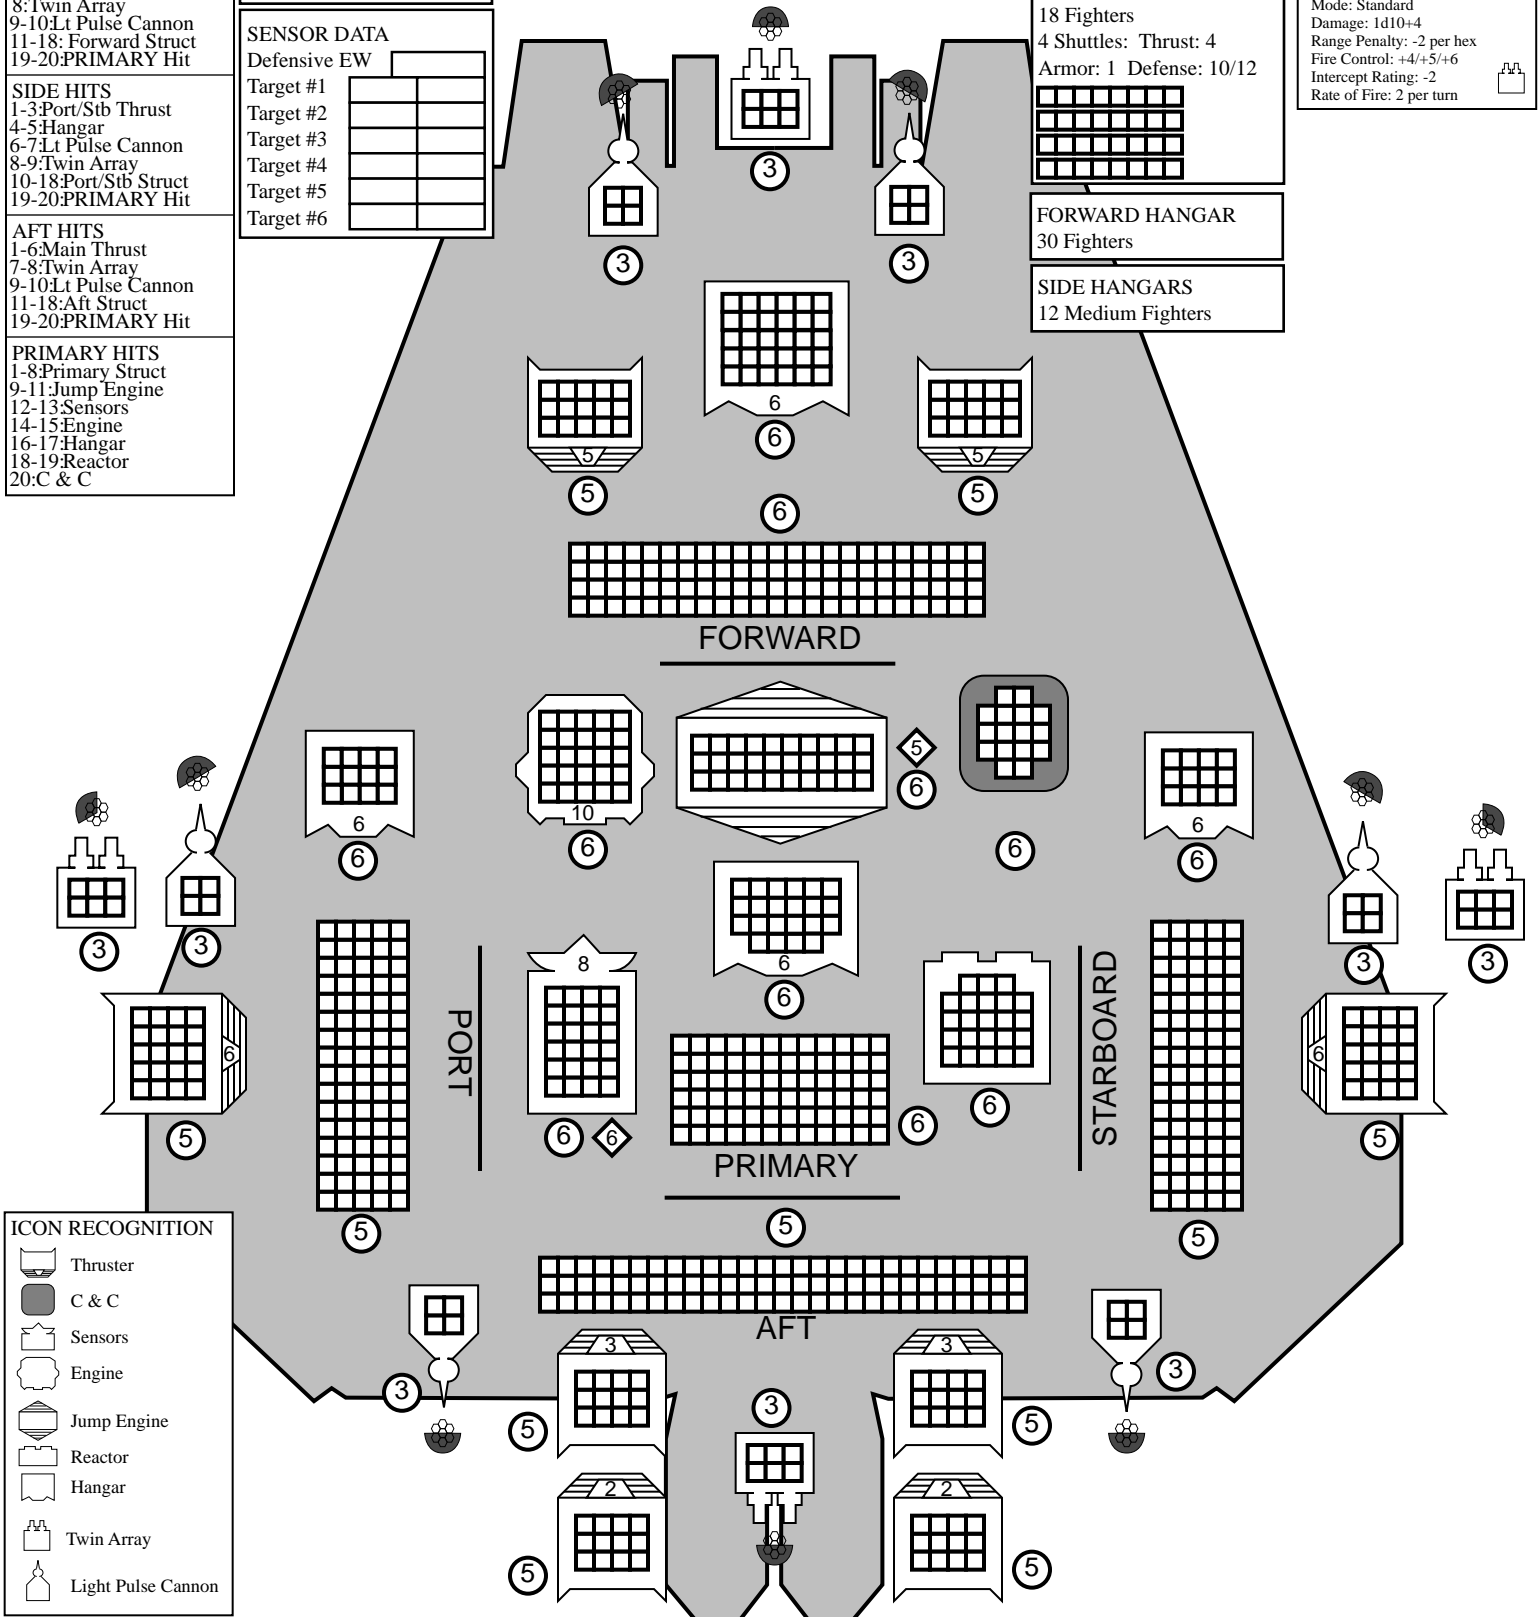 8:Twin Array
9-10:Lt Pulse Cannon
11-18: Forward Struct
19-20:PRIMARY Hit
SIDE HITS
1-3:Port/Stb Thrust
4-5:Hangar
6-7:Lt Pulse Cannon
8-9:Twin Array
10-18:Port/Stb Struct
19-20:PRIMARY Hit
AFT HITS
1-6:Main Thrust
7-8:Twin Array
9-10:Lt Pulse Cannon
11-18:Aft Struct
19-20:PRIMARY Hit
PRIMARY HITS
1-8:Primary Struct
9-11:Jump Engine
12-13:Sensors
14-15:Engine
16-17:Hangar
18-19:Reactor
20:C & C
SENSOR DATA
Defensive EW
Target #1
Target #2
Target #3
Target #4
Target #5
Target #6
18 Fighters
4 Shuttles: Thrust: 4
Armor: 1 Defense: 10/12
FORWARD HANGAR
30 Fighters
SIDE HANGARS
12 Medium Fighters
Mode: Standard
Damage: 1d10+4
Range Penalty: -2 per hex
Fire Control: +4/+5/+6
Intercept Rating: -2
Rate of Fire: 2 per turn
3
3
3
6
6
5
5
5
5
6
FORWARD
5
6
10
6
6
6
6
6
6
3
3
3
3
6
6
8
6
6
6
6
6
5
5
PORT
STARBOARD
6
6
PRIMARY
5
5
5
AFT
3
3
3
3
3
5
5
2
2
5
5
ICON RECOGNITION
Thruster
C & C
Sensors
Engine
Jump Engine
Reactor
Hangar
Twin Array
Light Pulse Cannon